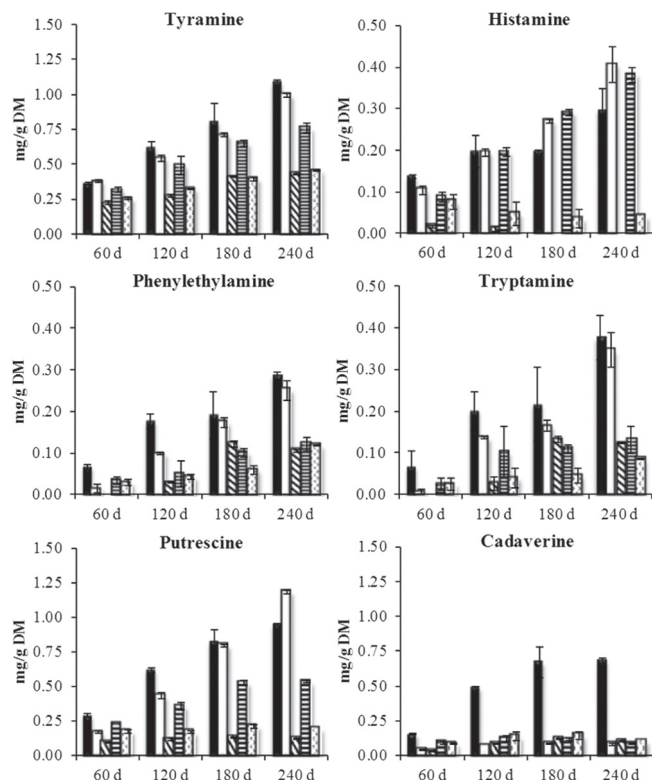 Tyramine
mg/g DM
1.50
1.25
1.00
0.75
0.50
0.25
0.00
60 d 120 d 180 d 240 d
Histamine
mg/g DM
0.50
0.40
0.30
0.20
0.10
0.00
60 d 120 d 180 d 240 d
Phenylethylamine
mg/g DM
0.50
0.40
0.30
0.20
0.10
0.00
60 d 120 d 180 d 240 d
Tryptamine
mg/g DM
0.50
0.40
0.30
0.20
0.10
0.00
60 d 120 d 180 d 240 d
Putrescine
mg/g DM
1.50
1.25
1.00
0.75
0.50
0.25
0.00
60 d 120 d 180 d 240 d
Cadaverine
mg/g DM
1.50
1.25
1.00
0.75
0.50
0.25
0.00
60 d 120 d 180 d 240 d